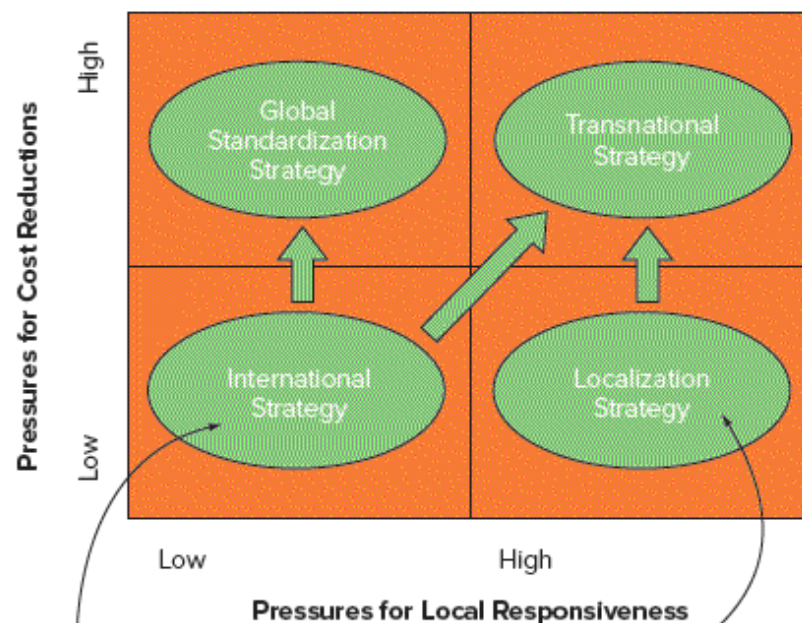 Pressures for Cost Reductions
High
Low
Global
Standardization
Strategy
Transnational
Strategy
International
Strategy
Localization
Strategy
Low
High
Pressures for Local Responsiveness